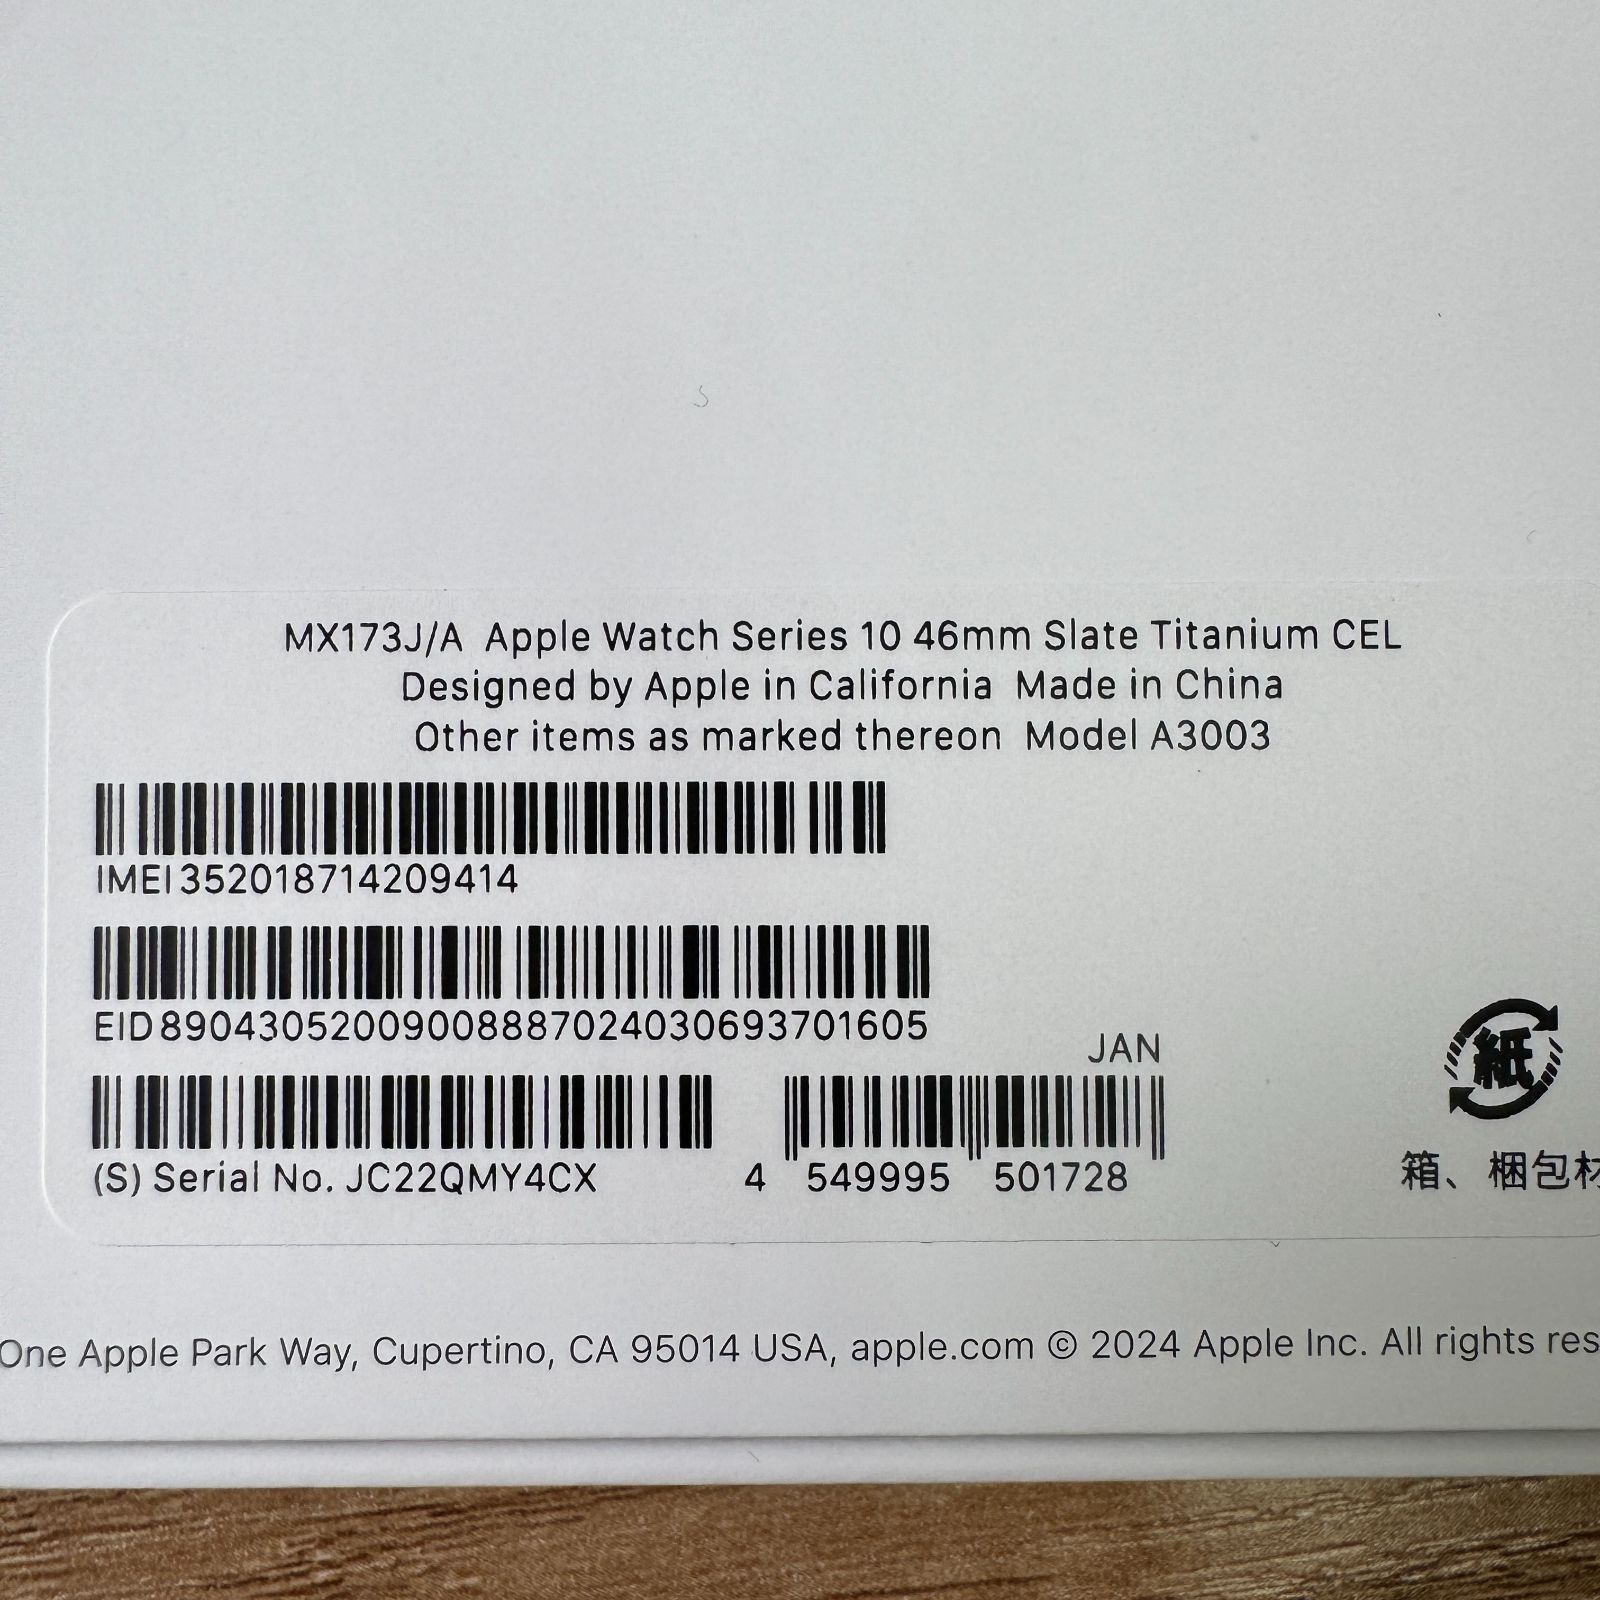 MX173J/A Apple Watch Series 10 46mm Slate Titanium CEL
Designed by Apple in California Made in China
Other items as marked thereon Model A3003
IMEI 352018714209414
EID 89043052009008887024030693701605
JAN
(S) Serial No. JC22QMY4CX
4 549995 501728
紙
箱、梱包材
One Apple Park Way, Cupertino, CA 95014 USA, apple.com © 2024 Apple Inc. All rights res